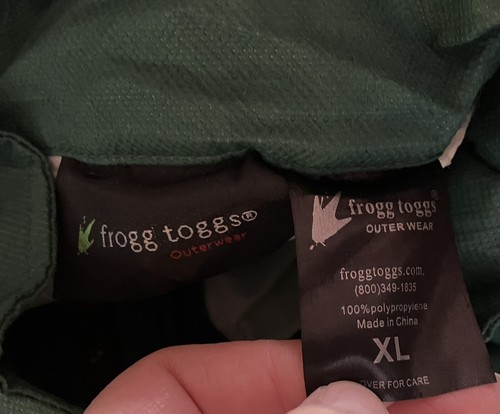 frogg toggs®
Outerwear
frogg toggs®
OUTER WEAR
froggtoggs.com.
(800)349-1835
100%polypropylene
Made in China
XL
OVER FOR CARE